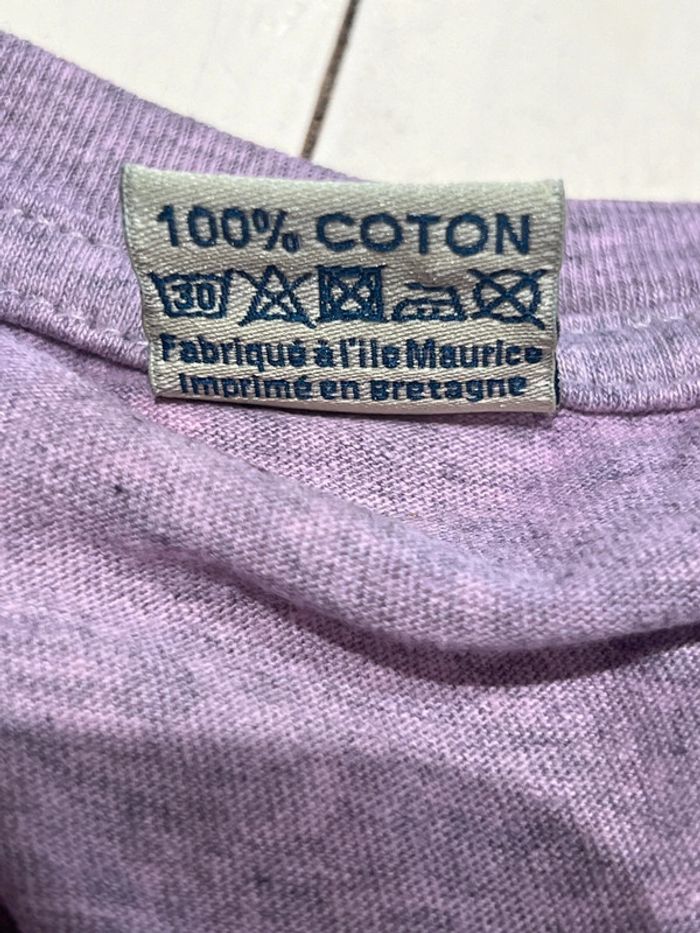 100% COTON
30
Fabriqué à l'ile Maurice
Imprimé en Bretagne